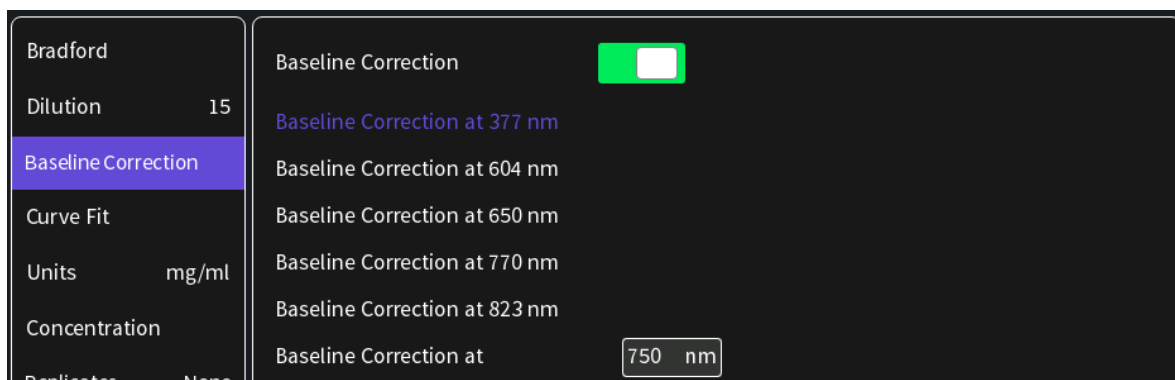 Bradford
Dilution 15
Baseline Correction
Curve Fit
Units mg/ml
Concentration
Replicates None
Baseline Correction
Baseline Correction at 377 nm
Baseline Correction at 604 nm
Baseline Correction at 650 nm
Baseline Correction at 770 nm
Baseline Correction at 823 nm
Baseline Correction at 750 nm